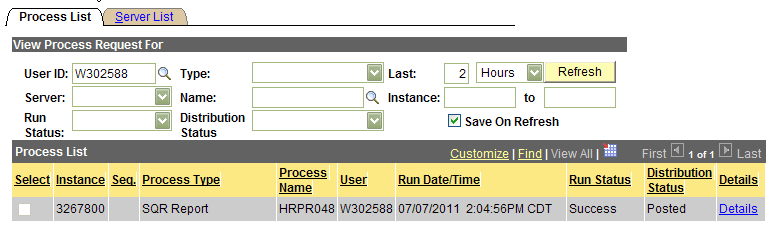 Process List Server List
View Process Request For
User ID: W302588 Type: Last: 2 Hours Refresh
Server: Name: Instance: to
Run Status: Distribution Status Save On Refresh
Process List Customize | Find | View All | First 1 of 1 Last
Select Instance Seq. Process Type Process Name User Run Date/Time Run Status Distribution Status Details
3267800 SQR Report HRPR048 W302588 07/07/2011 2:04:56PM CDT Success Posted Details